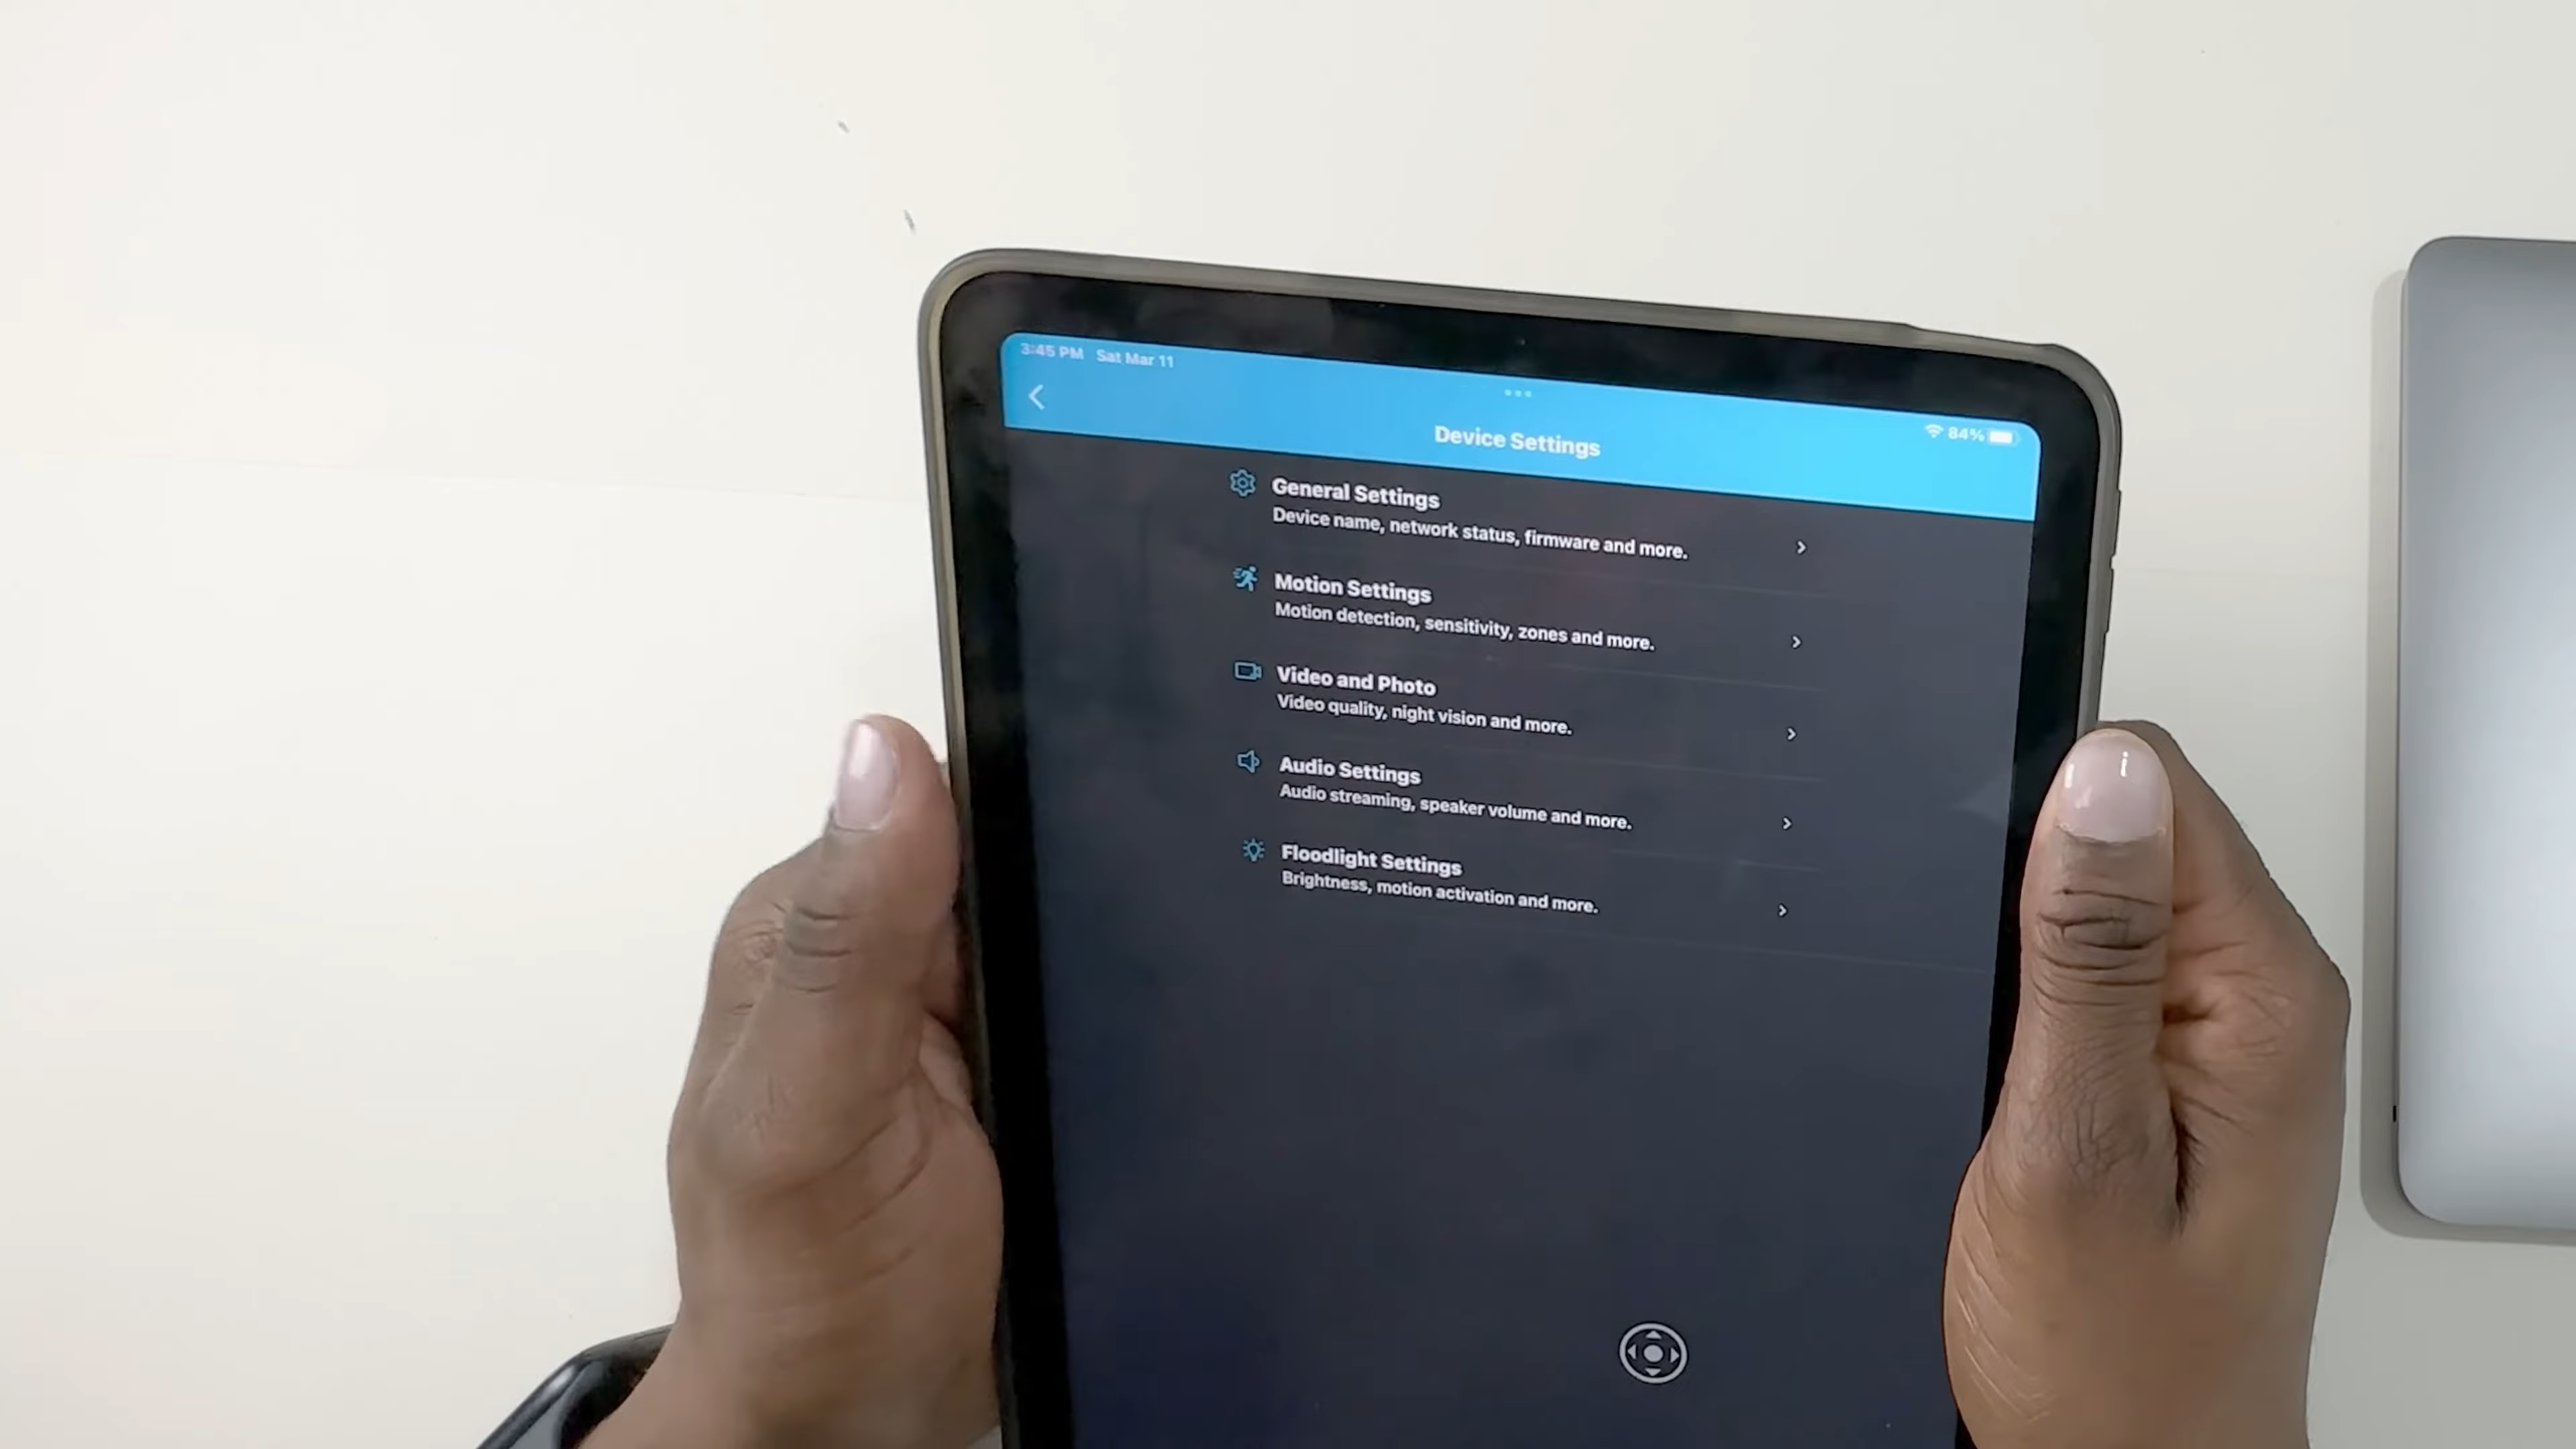 3:45 PM Sat Mar 11
84%
Device Settings
General Settings
Device name, network status, firmware and more.
Motion Settings
Motion detection, sensitivity, zones and more.
Video and Photo
Video quality, night vision and more.
Audio Settings
Audio streaming, speaker volume and more.
Floodlight Settings
Brightness, motion activation and more.